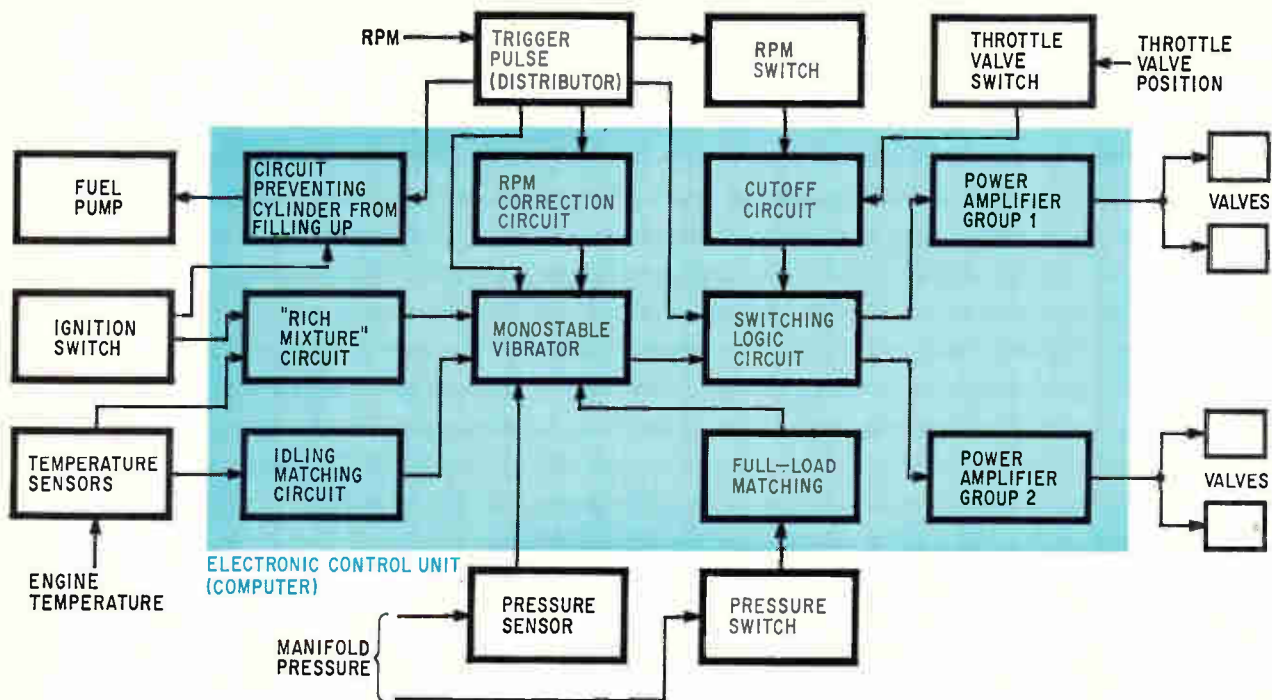 RPM
TRIGGER
PULSE
(DISTRIBUTOR)
RPM
SWITCH
THROTTLE
VALVE
SWITCH
THROTTLE
VALVE
POSITION
FUEL
PUMP
CIRCUIT
PREVENTING
CYLINDER FROM
FILLING UP
RPM
CORRECTION
CIRCUIT
CUTOFF
CIRCUIT
POWER
AMPLIFIER
GROUP 1
VALVES
IGNITION
SWITCH
"RICH
MIXTURE"
CIRCUIT
MONOSTABLE
VIBRATOR
SWITCHING
LOGIC
CIRCUIT
TEMPERATURE
SENSORS
IDLING
MATCHING
CIRCUIT
FULL-LOAD
MATCHING
POWER
AMPLIFIER
GROUP 2
VALVES
ELECTRONIC CONTROL UNIT
(COMPUTER)
ENGINE
TEMPERATURE
PRESSURE
SENSOR
PRESSURE
SWITCH
MANIFOLD
PRESSURE